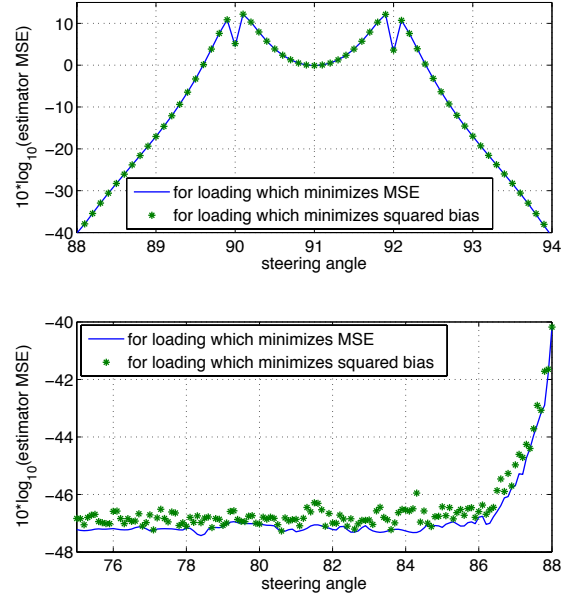 10
0
−10
−20
−30
−40
10*log10(estimator MSE)
for loading which minimizes MSE
for loading which minimizes squared bias
88 89 90 91 92 93 94
steering angle
−40
−42
−44
−46
−48
10*log10(estimator MSE)
for loading which minimizes MSE
for loading which minimizes squared bias
76 78 80 82 84 86 88
steering angle